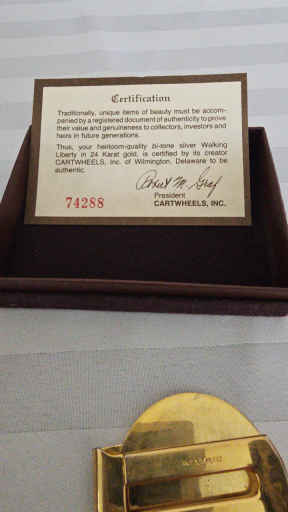 Certification
Traditionally, unique items of beauty must be accom-
panied by a registered document of authenticity to prove
their value and genuineness to collectors, investors and
heirs in future generations.
Thus, your heirloom-quality bi-tone silver Walking
Liberty in 24 Karat gold, is certified by its creator
CARTWHEELS, Inc. of Wilmington, Delaware to be
authentic.
Robert M. Graf
President
74288
CARTWHEELS, INC.